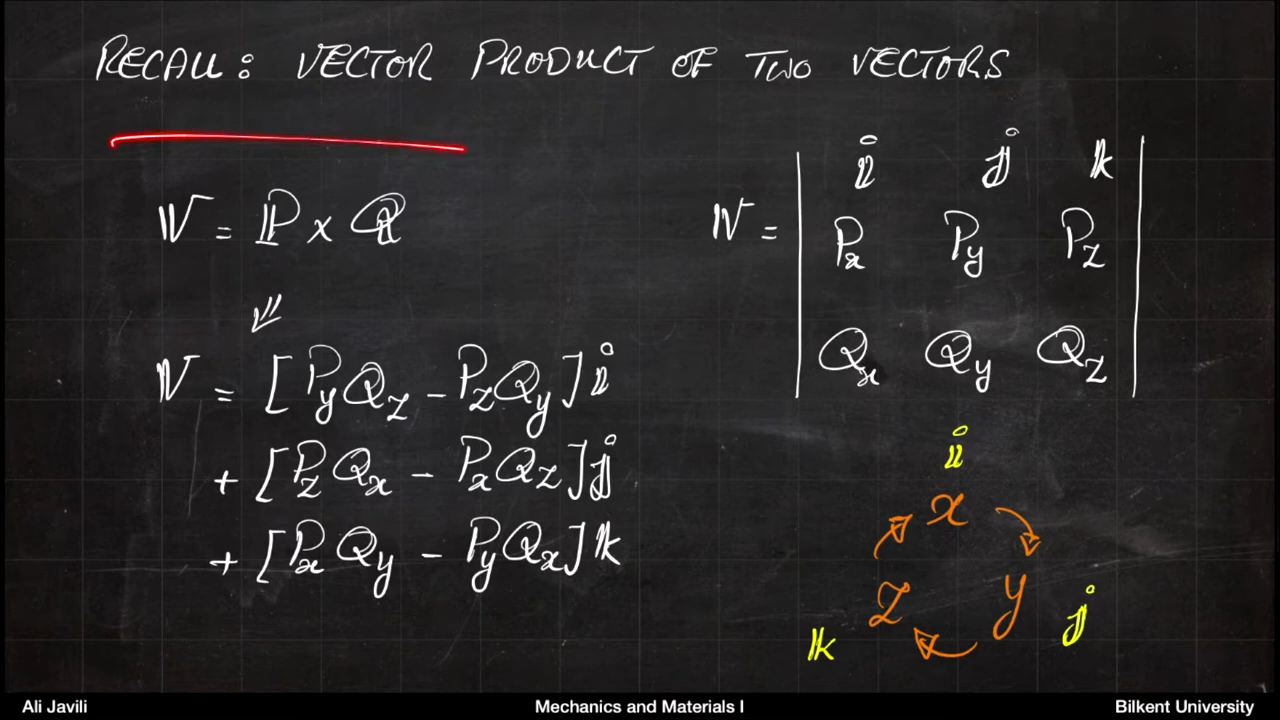 RECALL: VECTOR PRODUCT OF TWO VECTORS
V = P x Q
V = [PyQz - PzQy] i
+ [PzQx - PxQz] j
+ [PxQy - PyQx] k
V = | i j k |
| Px Py Pz |
| Qx Qy Qz |
i
x
z y
k j
Ali Javili Mechanics and Materials I Bilkent University